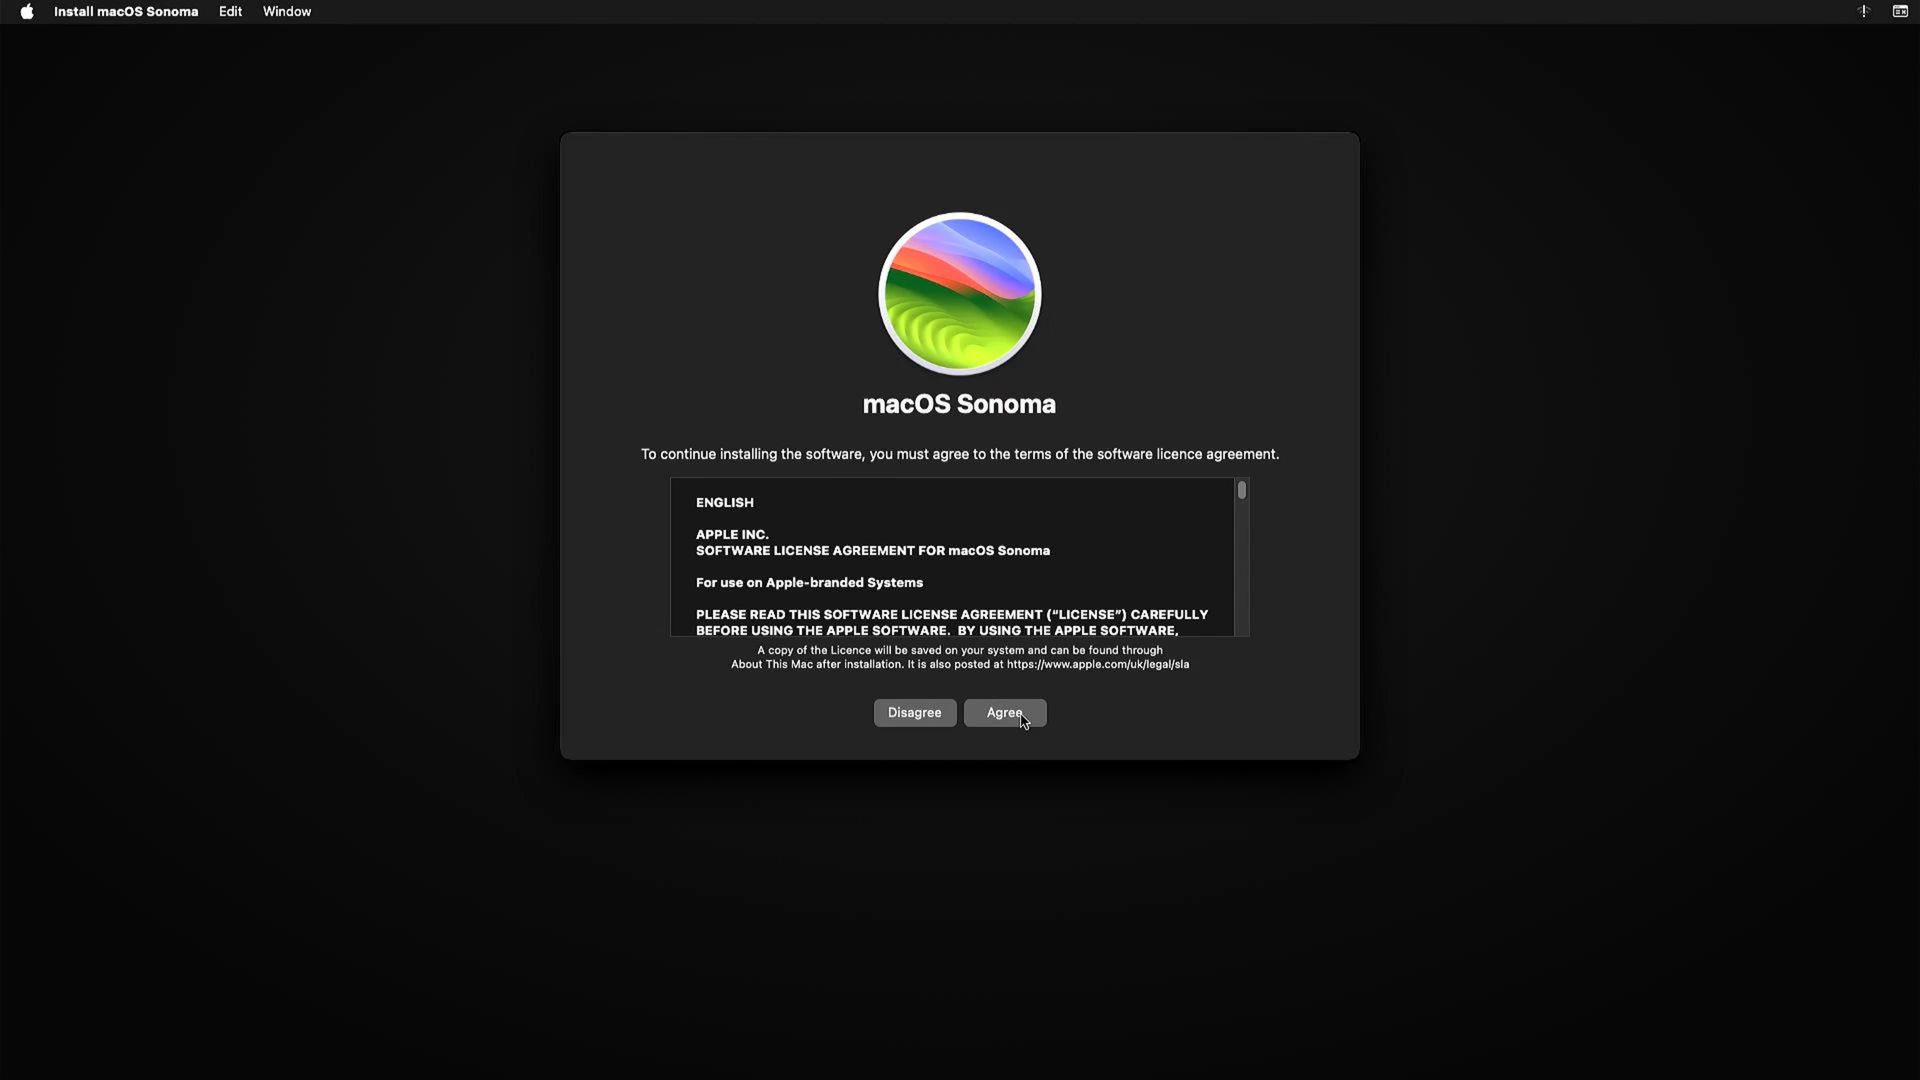 Install macOS Sonoma Edit Window
macOS Sonoma
To continue installing the software, you must agree to the terms of the software licence agreement.
ENGLISH
APPLE INC.
SOFTWARE LICENSE AGREEMENT FOR macOS Sonoma
For use on Apple-branded Systems
PLEASE READ THIS SOFTWARE LICENSE AGREEMENT (“LICENSE”) CAREFULLY
BEFORE USING THE APPLE SOFTWARE. BY USING THE APPLE SOFTWARE,
A copy of the Licence will be saved on your system and can be found through
About This Mac after installation. It is also posted at https://www.apple.com/uk/legal/sla
Disagree Agree